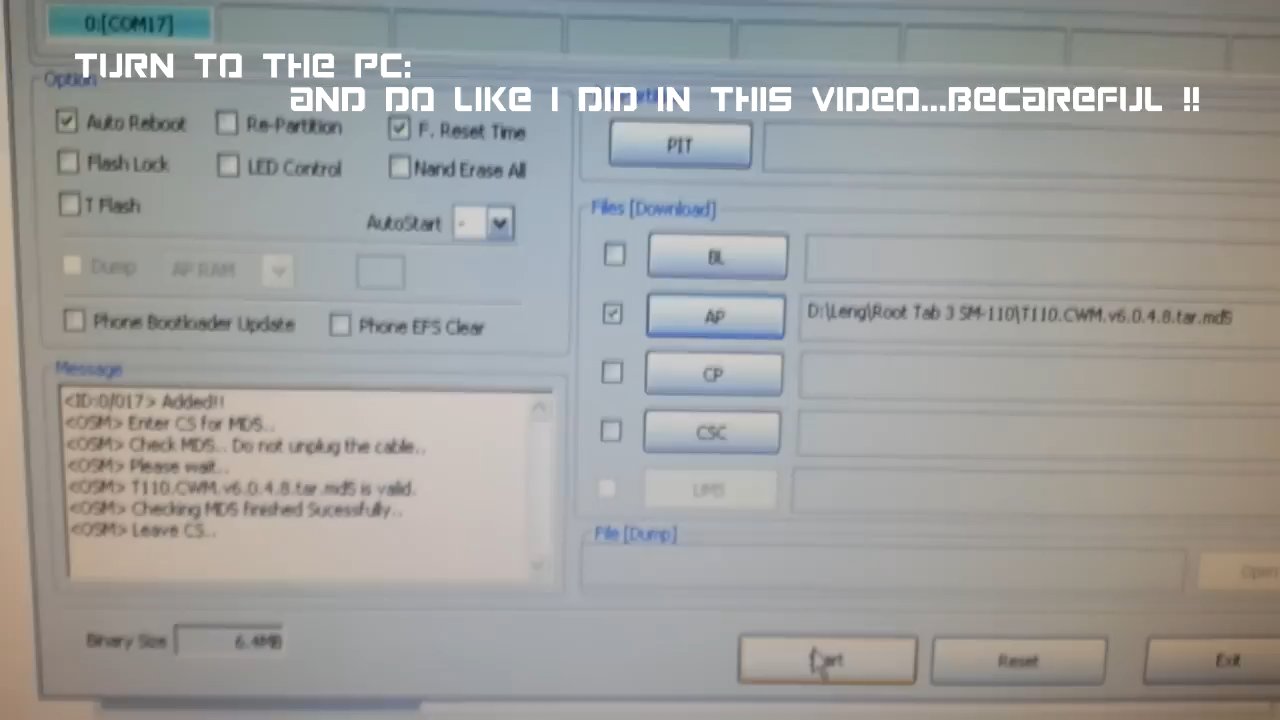 0:[COM17]
TURN TO THE PC:
AND DO LIKE I DID IN THIS VIDEO...BECAREFUL !!
Option
Auto Reboot
Re-Partition
F. Reset Time
Flash Lock
LED Control
Nand Erase All
T Flash
AutoStart -
Dump
AP RAM
Phone Bootloader Update
Phone EFS Clear
PIT
Files [Download]
BL
AP D:\Leng\Root Tab 3 SM-110\T110.CWM.v6.0.4.8.tar.md5
CP
CSC
UMS
File [Dump]
Open
Message
<ID:0/017> Added!!
<OSM> Enter CS for MD5..
<OSM> Check MD5.. Do not unplug the cable..
<OSM> Please wait..
<OSM> T110.CWM.v6.0.4.8.tar.md5 is valid.
<OSM> Checking MD5 finished Sucessfully..
<OSM> Leave CS..
Binary Size 6.4MB
Start
Reset
Exit